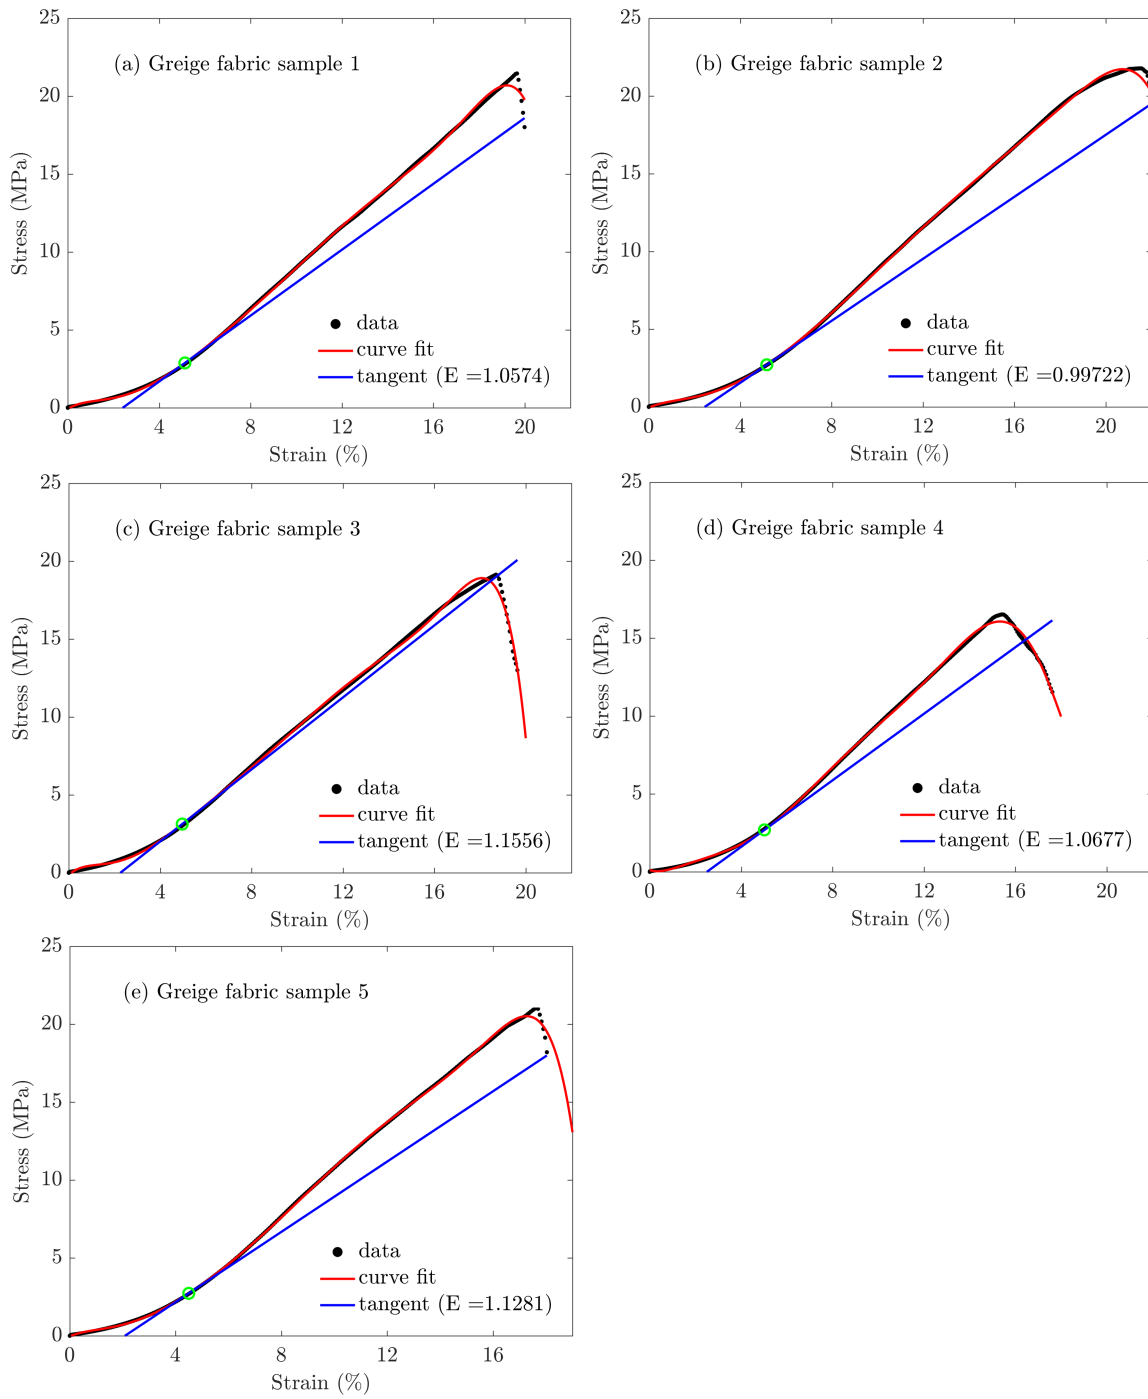 (a) Greige fabric sample 1
Stress (MPa)
25
20
15
10
5
0
data
curve fit
tangent (E =1.0574)
0 4 8 12 16 20
Strain (%)
(b) Greige fabric sample 2
Stress (MPa)
25
20
15
10
5
0
data
curve fit
tangent (E =0.99722)
0 4 8 12 16 20
Strain (%)
(c) Greige fabric sample 3
Stress (MPa)
25
20
15
10
5
0
data
curve fit
tangent (E =1.1556)
0 4 8 12 16 20
Strain (%)
(d) Greige fabric sample 4
Stress (MPa)
25
20
15
10
5
0
data
curve fit
tangent (E =1.0677)
0 4 8 12 16 20
Strain (%)
(e) Greige fabric sample 5
Stress (MPa)
25
20
15
10
5
0
data
curve fit
tangent (E =1.1281)
0 4 8 12 16
Strain (%)